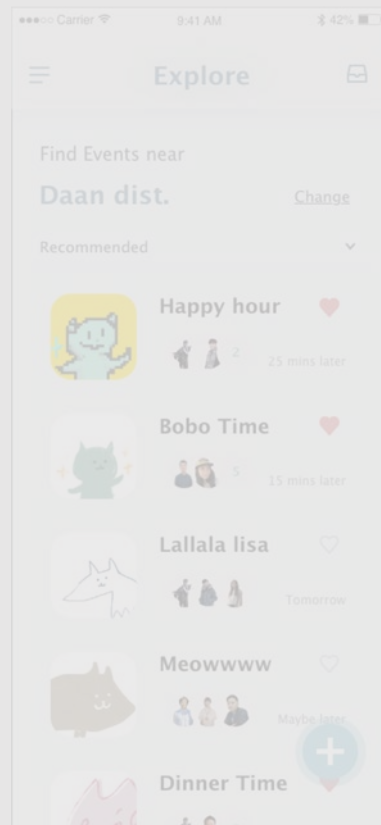 Carrier 9:41 AM 42%
Explore
Find Events near
Daan dist. Change
Recommended
Happy hour
2 25 mins later
Bobo Time
5 15 mins later
Lallala lisa
Tomorrow
Meowwww
Maybe later
Dinner Time